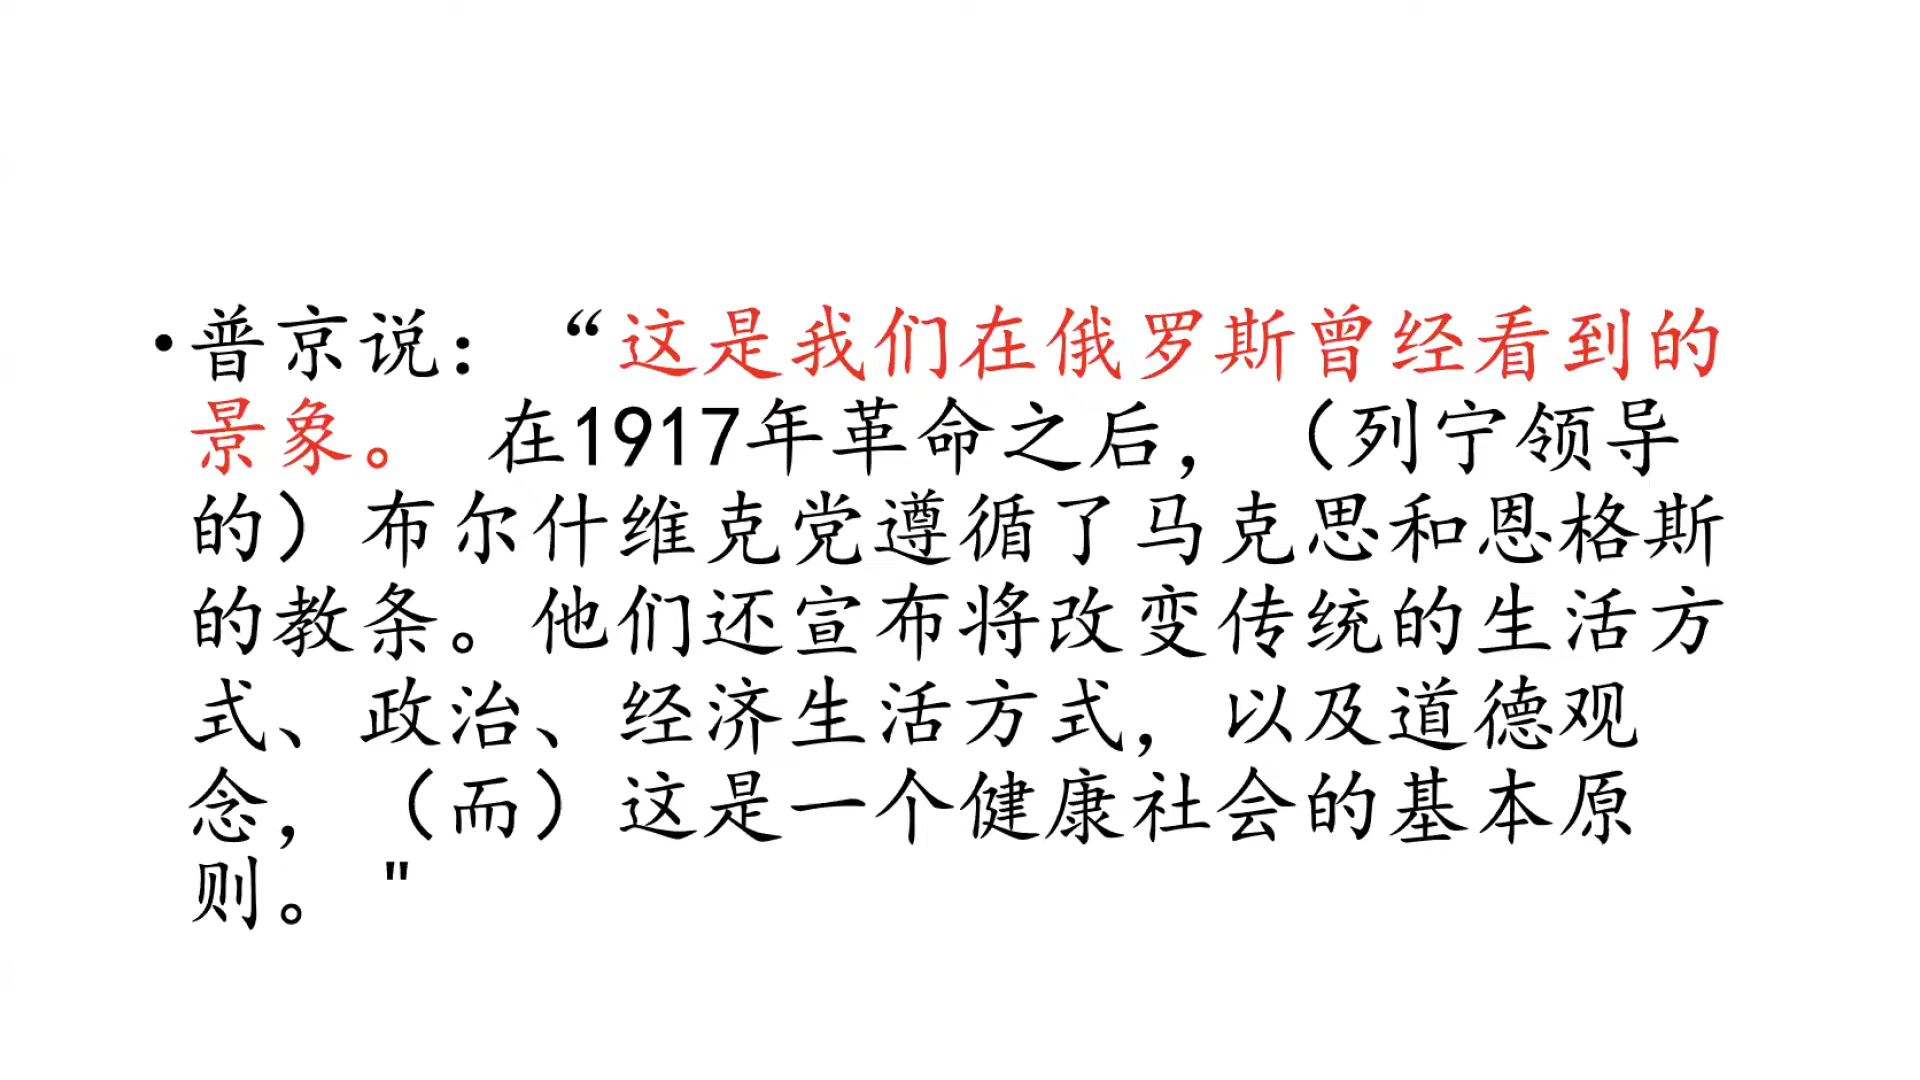 •普京说：“这是我们在俄罗斯曾经看到的
景象。 在1917年革命之后，（列宁领导
的）布尔什维克党遵循了马克思和恩格斯
的教条。他们还宣布将改变传统的生活方
式、政治、经济生活方式，以及道德观
念，（而）这是一个健康社会的基本原
则。"